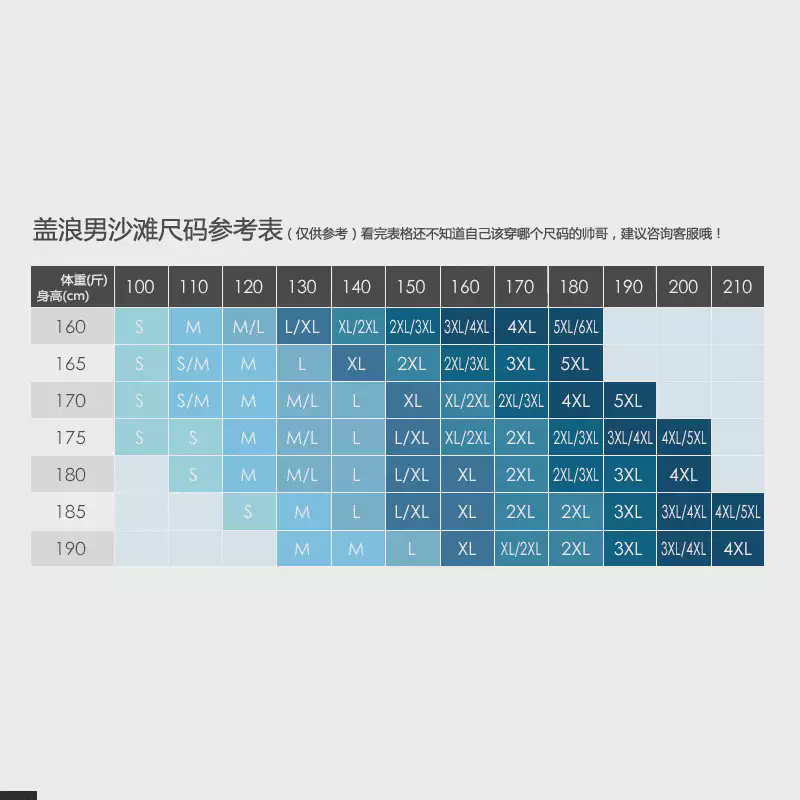 盖浪男沙滩尺码参考表(仅供参考)看完表格还不知道自己该穿哪个尺码的帅哥，建议咨询客服哦！
体重(斤) 100 110 120 130 140 150 160 170 180 190 200 210
身高(cm)
160 S M M/L L/XL XL/2XL 2XL/3XL 3XL/4XL 4XL 5XL/6XL
165 S S/M M L XL 2XL 2XL/3XL 3XL 5XL
170 S S/M M M/L L XL XL/2XL 2XL/3XL 4XL 5XL
175 S S M M/L L L/XL XL/2XL 2XL 2XL/3XL 3XL/4XL 4XL/5XL
180 S M M/L L L/XL XL 2XL 2XL/3XL 3XL 4XL
185 S M L L/XL XL 2XL 2XL 3XL 3XL/4XL 4XL/5XL
190 M M L XL XL/2XL 2XL 3XL 3XL/4XL 4XL